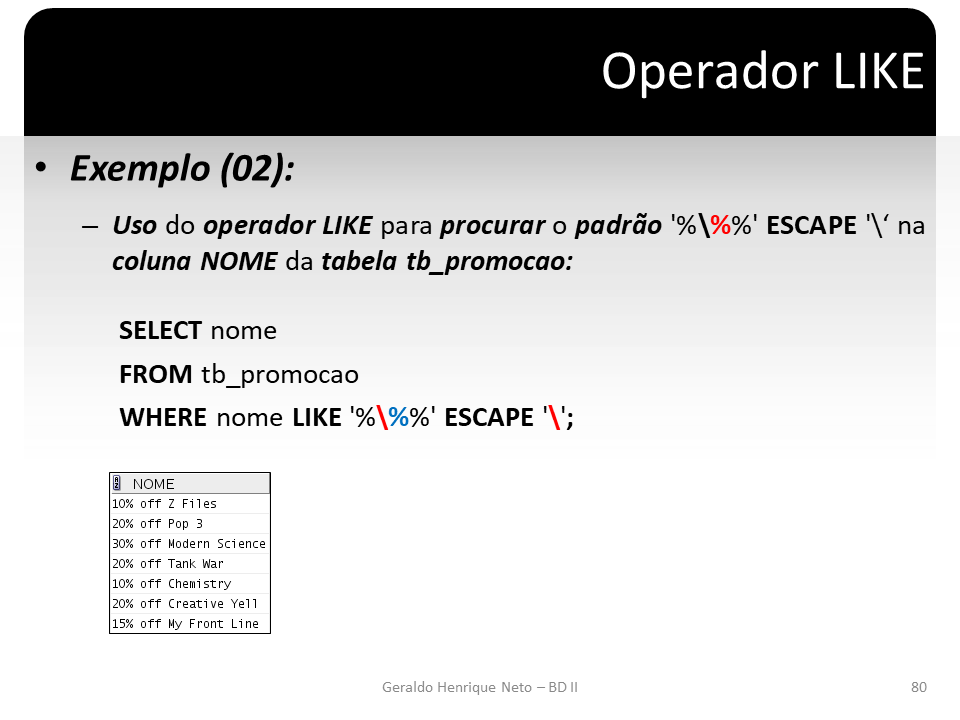 Operador LIKE
• Exemplo (02):
– Uso do operador LIKE para procurar o padrão '%\%%' ESCAPE '\‘ na
coluna NOME da tabela tb_promocao:
SELECT nome
FROM tb_promocao
WHERE nome LIKE '%\%%' ESCAPE '\';
NOME
10% off Z Files
20% off Pop 3
30% off Modern Science
20% off Tank War
10% off Chemistry
20% off Creative Yell
15% off My Front Line
Geraldo Henrique Neto – BD II
80